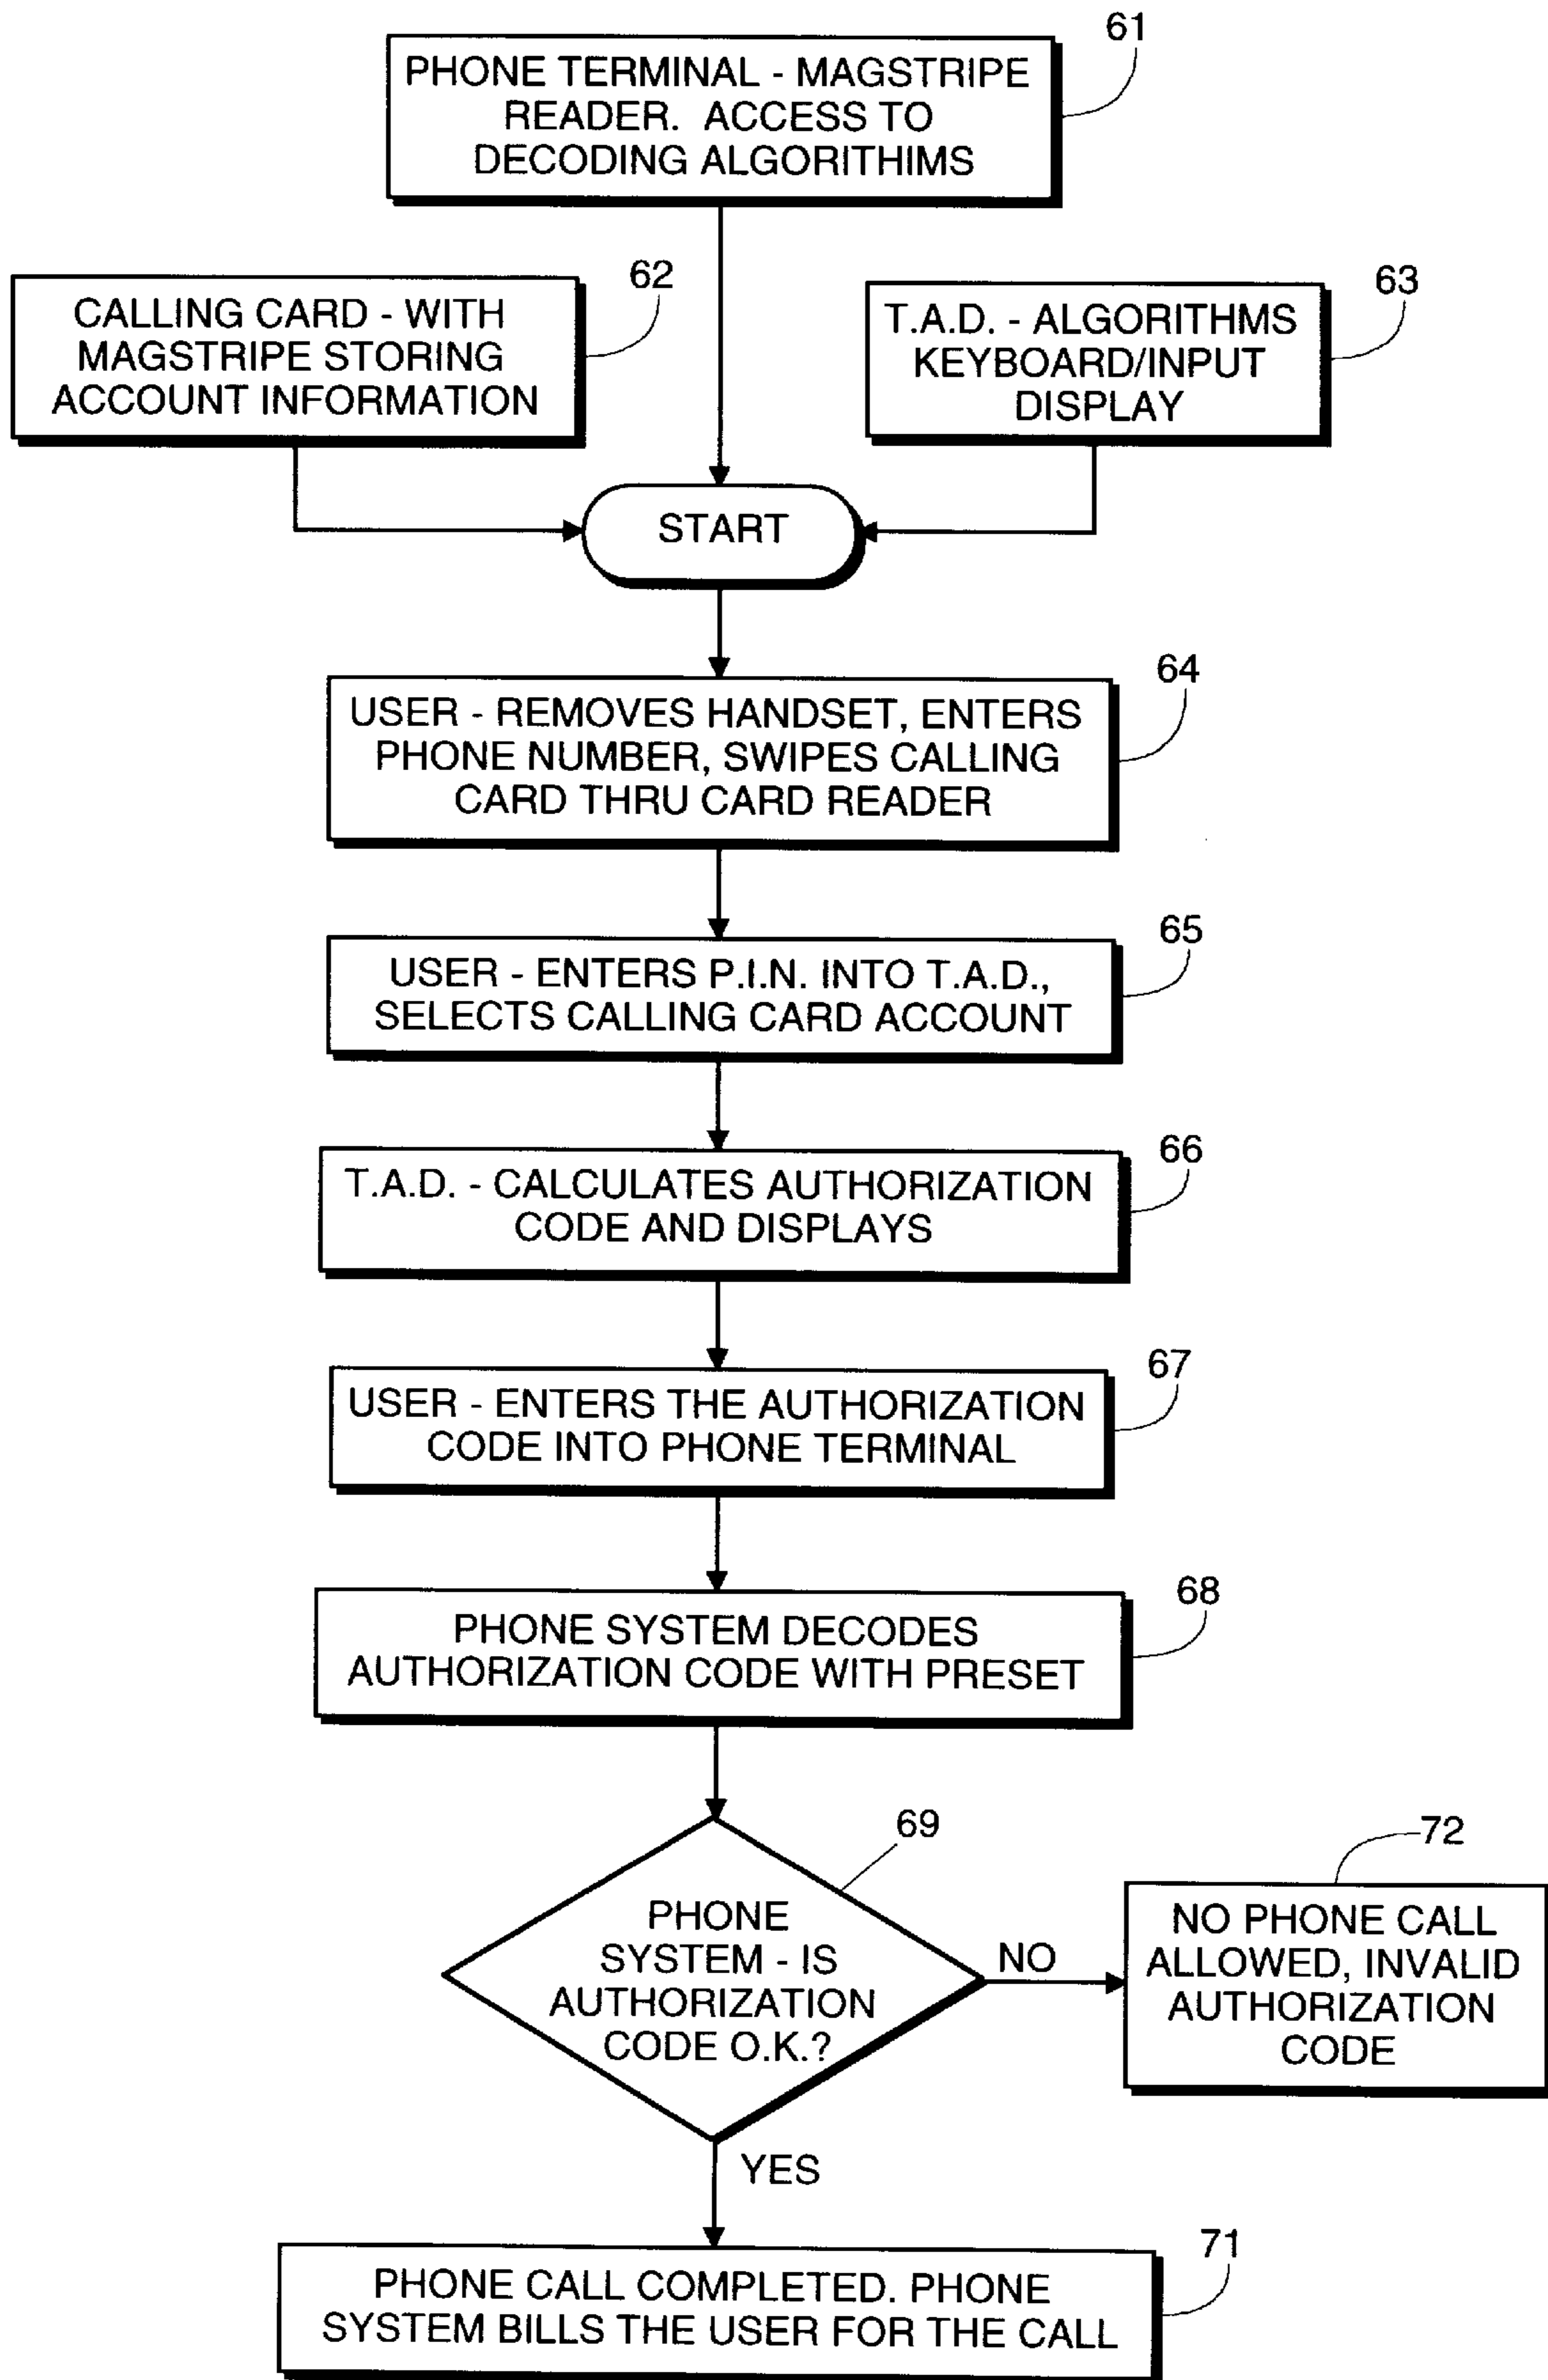 61
PHONE TERMINAL - MAGSTRIPE
READER. ACCESS TO
DECODING ALGORITHIMS
62
CALLING CARD - WITH
MAGSTRIPE STORING
ACCOUNT INFORMATION
63
T.A.D. - ALGORITHMS
KEYBOARD/INPUT
DISPLAY
START
64
USER - REMOVES HANDSET, ENTERS
PHONE NUMBER, SWIPES CALLING
CARD THRU CARD READER
65
USER - ENTERS P.I.N. INTO T.A.D.,
SELECTS CALLING CARD ACCOUNT
66
T.A.D. - CALCULATES AUTHORIZATION
CODE AND DISPLAYS
67
USER - ENTERS THE AUTHORIZATION
CODE INTO PHONE TERMINAL
68
PHONE SYSTEM DECODES
AUTHORIZATION CODE WITH PRESET
69
PHONE
SYSTEM - IS
AUTHORIZATION
CODE O.K.?
NO
72
NO PHONE CALL
ALLOWED, INVALID
AUTHORIZATION
CODE
YES
71
PHONE CALL COMPLETED. PHONE
SYSTEM BILLS THE USER FOR THE CALL